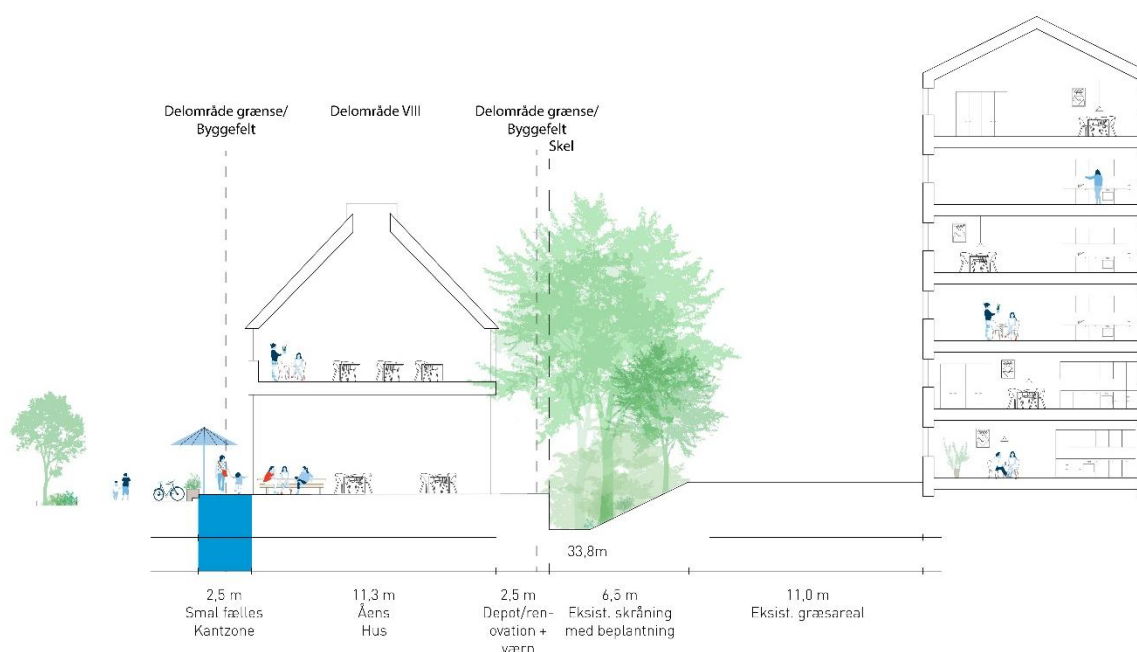 Delområde grænse/
Byggefelt
Delområde VIII
Delområde grænse/
Byggefelt
Skel
33,8m
2,5 m
Smal fælles
Kantzone
11,3 m
Åens
Hus
2,5 m
Depot/ren-
ovation +
værn
6,5 m
Eksist. skråning
med beplantning
11,0 m
Eksist. græsareal